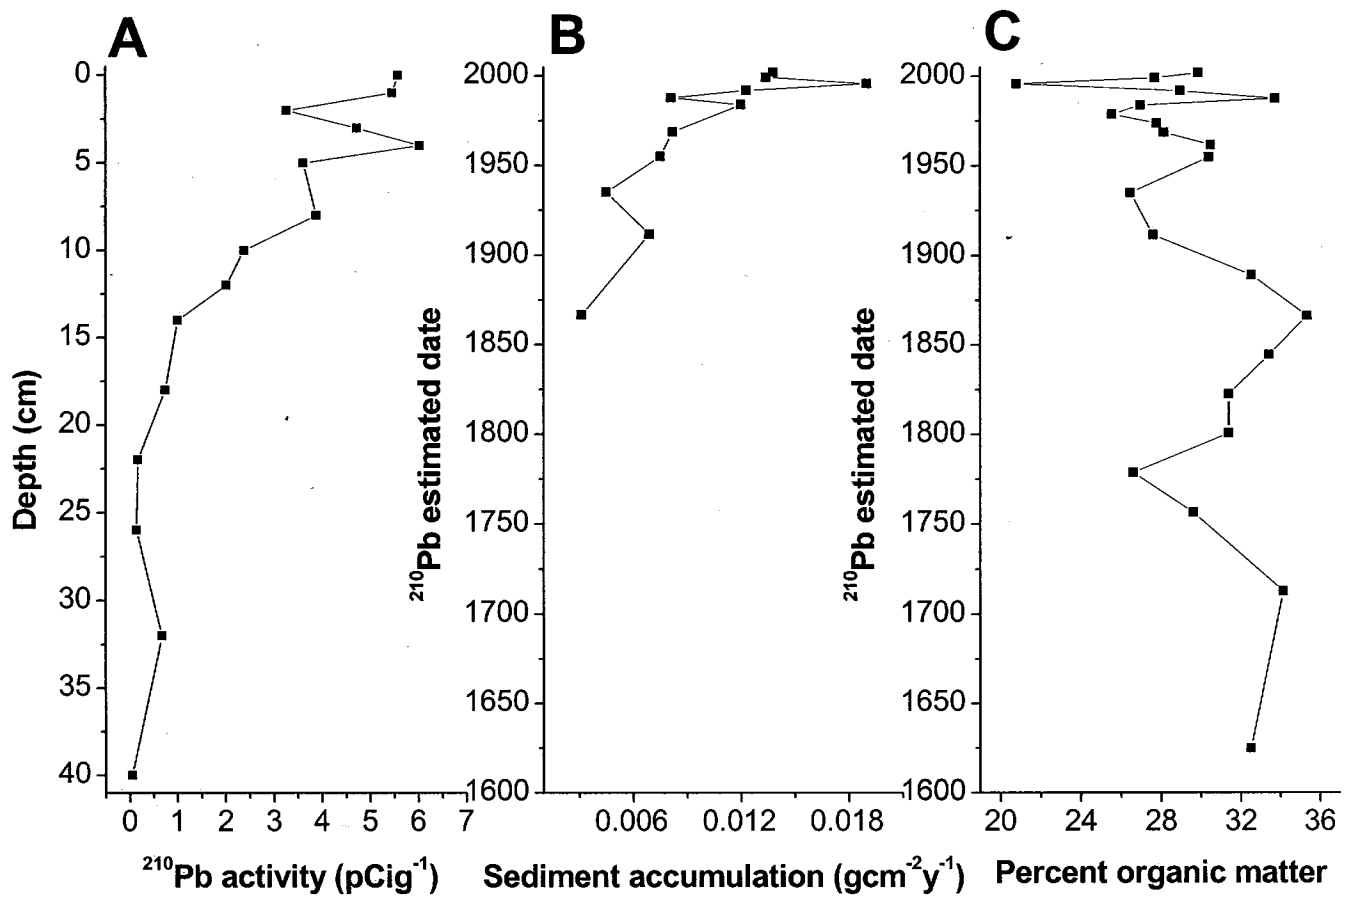 A
B
C
0
5
10
15
20
25
30
35
40
Depth (cm)
0 1 2 3 4 5 6 7
²¹⁰Pb activity (pCig⁻¹)
2000
1950
1900
1850
1800
1750
1700
1650
1600
²¹⁰Pb estimated date
0.006 0.012 0.018
Sediment accumulation (gcm⁻²y⁻¹)
2000
1950
1900
1850
1800
1750
1700
1650
1600
²¹⁰Pb estimated date
20 24 28 32 36
Percent organic matter